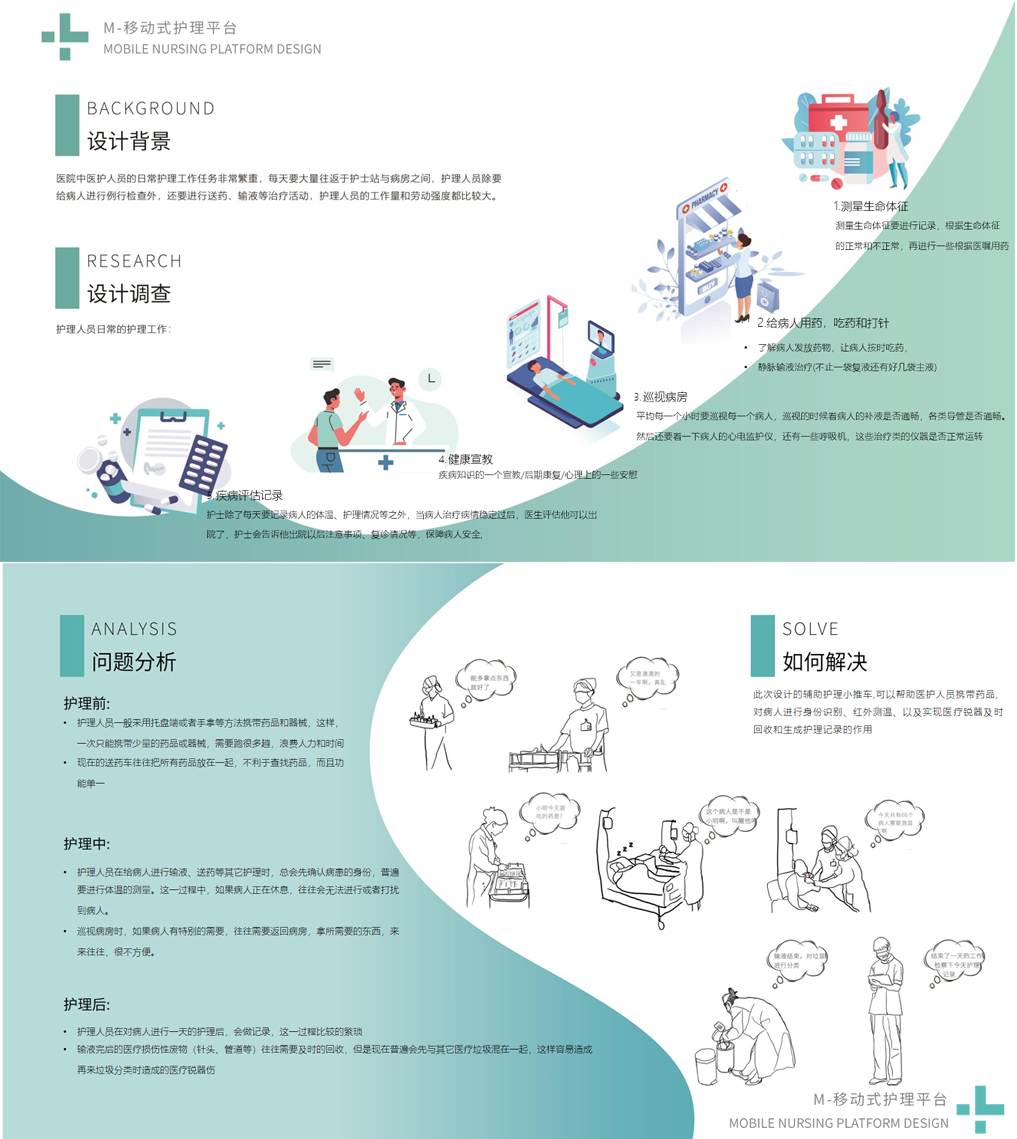 M-移动式护理平台
MOBILE NURSING PLATFORM DESIGN
BACKGROUND
设计背景
医院中医护人员的日常护理工作任务非常繁重，每天要大量往返于护士站与病房之间，护理人员除要
给病人进行例行检查外，还要进行送药、输液等治疗活动，护理人员的工作量和劳动强度都比较大。
RESEARCH
设计调查
护理人员日常的护理工作：
1.测量生命体征
测量生命体征要进行记录，根据生命体征
的正常和不正常，再进行一些根据医嘱用药
PHARMACY
BUY
2.给病人用药，吃药和打针
• 了解病人发放药物，让病人按时吃药，
• 静脉输液治疗(不止一袋复液还有好几袋主液)
3.巡视病房
平均每一个小时要巡视每一个病人，巡视的时候看病人的补液是否通畅，各类导管是否通畅。
然后还要看一下病人的心电监护仪，还有一些呼吸机，这些治疗类的仪器是否正常运转
4.健康宣教
疾病知识的一个宣教/后期康复/心理上的一些安慰
5.疾病评估记录
护士除了每天要记录病人的体温、护理情况等之外，当病人治疗病情稳定过后，医生评估他可以出
院了，护士会告诉他出院以后注意事项、复诊情况等，保障病人安全,
ANALYSIS
问题分析
护理前:
• 护理人员一般采用托盘端或者手拿等方法携带药品和器械，这样，
一次只能携带少量的药品或器械，需要跑很多趟，浪费人力和时间
• 现在的送药车往往把所有药品放在一起，不利于查找药品，而且功
能单一
护理中:
• 护理人员在给病人进行输液、送药等其它护理时，总会先确认病患的身份，普遍
要进行体温的测量。这一过程中，如果病人正在休息，往往会无法进行或者打扰
到病人。
• 巡视病房时，如果病人有特别的需要，往往需要返回病房，拿所需要的东西，来
来往往，很不方便。
护理后:
• 护理人员在对病人进行一天的护理后，会做记录，这一过程比较的繁琐
• 输液完后的医疗损伤性废物（针头、管道等）往往需要及时的回收，但是现在普遍会先与其它医疗垃圾混在一起，这样容易造成
再来垃圾分类时造成的医疗锐器伤
SOLVE
如何解决
此次设计的辅助护理小推车,可以帮助医护人员携带药品,
对病人进行身份识别、红外测温、以及实现医疗锐器及时
回收和生成护理记录的作用
能多拿点东西
就好了
又是满满的
一车啊，真乱
小明今天要
吃的药是?
这个病人是不是
小明啊，叫醒他吧
z z z
今天共有66个
病人需要测温
啊
输液结束，对垃圾
进行分类
结束了一天的工作
检察下今天护理
记录
M-移动式护理平台
MOBILE NURSING PLATFORM DESIGN